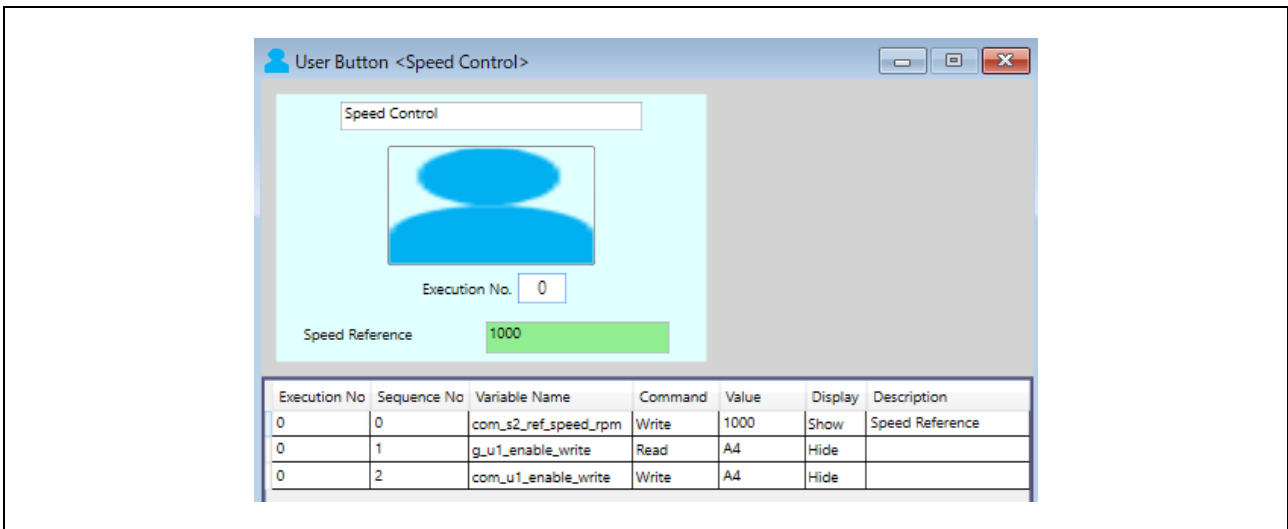 User Button <Speed Control>
Speed Control
Execution No. 0
Speed Reference 1000
Execution No Sequence No Variable Name Command Value Display Description
0 0 com_s2_ref_speed_rpm Write 1000 Show Speed Reference
0 1 g_u1_enable_write Read A4 Hide
0 2 com_u1_enable_write Write A4 Hide